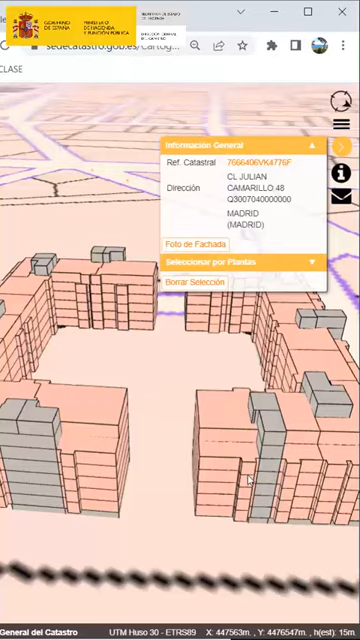 GOBIERNO
DE ESPAÑA
MINISTERIO
DE HACIENDA
Y FUNCIÓN PÚBLICA
sedecatastro.gob.es/Cartog...
CLASE
Información General
Ref. Catastral 7666406VK4776F
Dirección
CL JULIAN
CAMARILLO 48
Q3007040000000
MADRID
(MADRID)
Foto de Fachada
Seleccionar por Plantas
Borrar Selección
General del Catastro UTM Huso 30 - ETRS89 X: 447563m. , Y: 4476547m. , h(est): 15m.